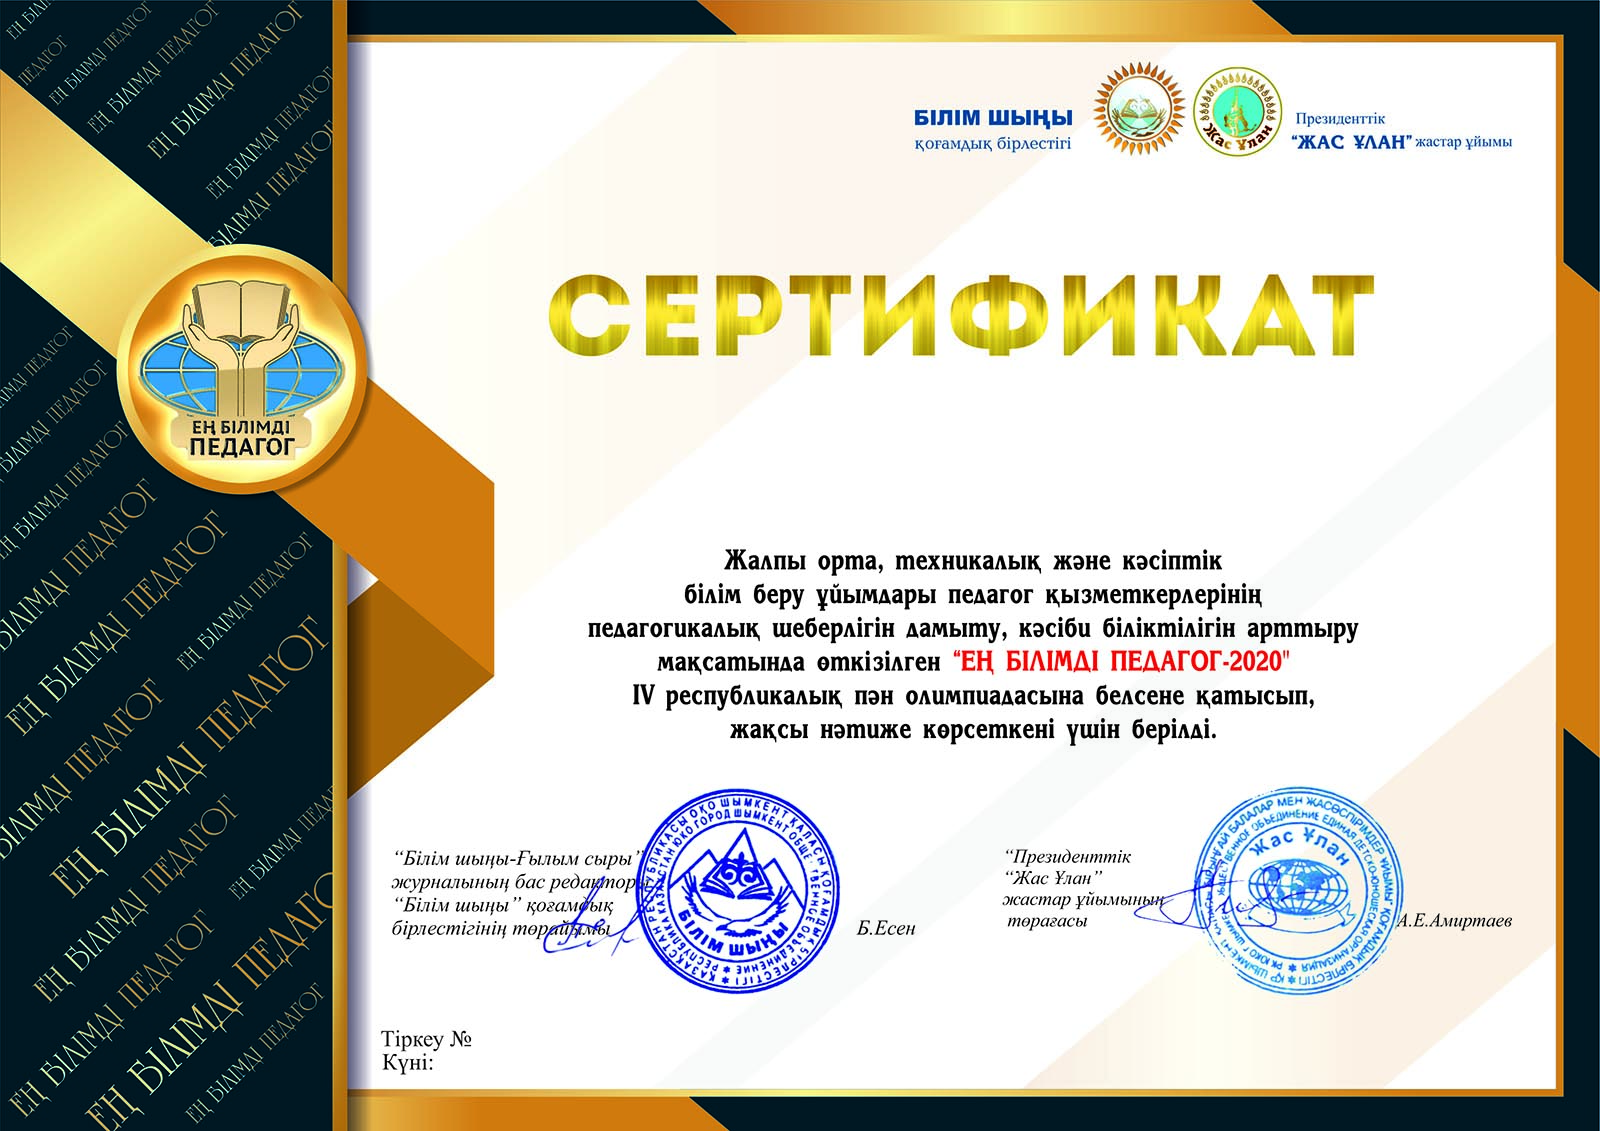 БІЛІМ ШЫҢЫ
қоғамдық бірлестігі
Жас Ұлан
Президенттік
“ЖАС ҰЛАН” жастар ұйымы
СЕРТИФИКАТ
ЕҢ БІЛІМДІ
ПЕДАГОГ
Жалпы орта, техникалық және кәсіптік
білім беру ұйымдары педагог қызметкерлерінің
педагогикалық шеберлігін дамыту, кәсіби біліктілігін арттыру
мақсатында өткізілген “ЕҢ БІЛІМДІ ПЕДАГОГ-2020"
IV республикалық пән олимпиадасына белсене қатысып,
жақсы нәтиже көрсеткені үшін берілді.
“Білім шыңы-Ғылым сыры”
журналының бас редакторы
“Білім шыңы” қоғамдық
бірлестігінің төрайымы
Б.Есен
БІЛІМ ШЫҢЫ
“Президенттік
“Жас Ұлан”
жастар ұйымының
төрағасы
А.Е.Амиртаев
Жас Ұлан
Тіркеу №
Күні: